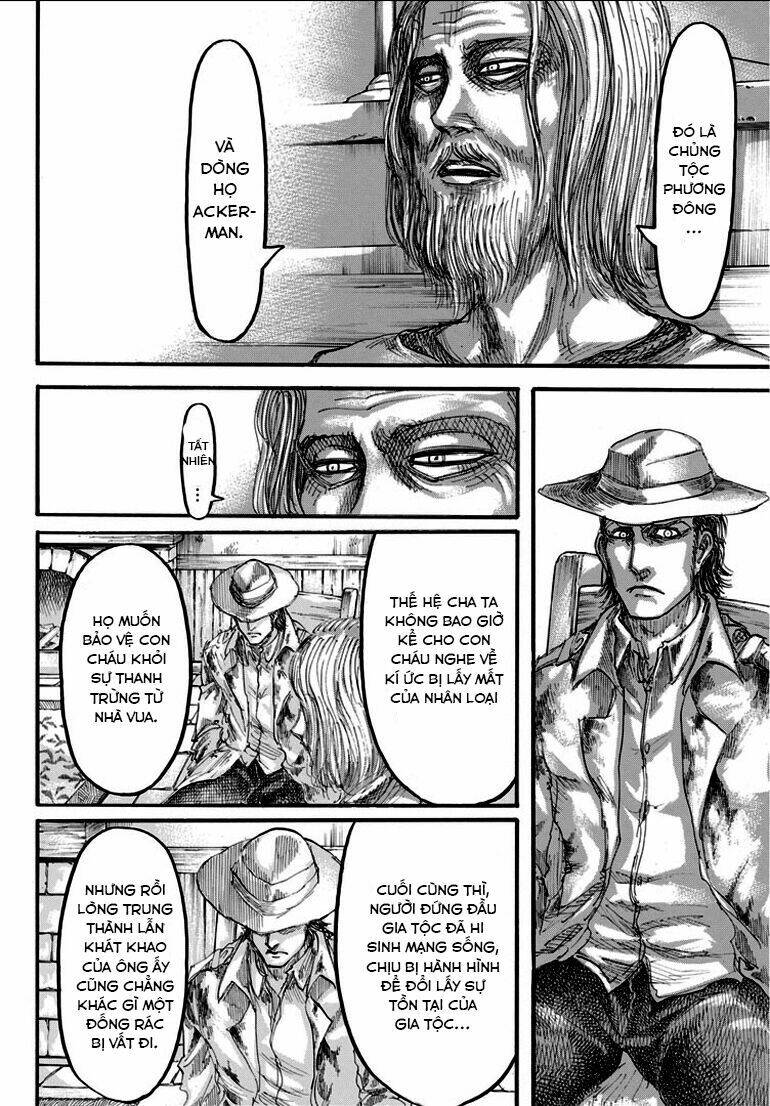 ĐÓ LÀ
CHỦNG
TỘC
PHƯƠNG
ĐÔNG
...
VÀ
DÒNG
HỌ
ACKER-
MAN.
TẤT
NHIÊN
...
THẾ HỆ CHA TA
KHÔNG BAO GIỜ
KỂ CHO CON
CHÁU NGHE VỀ
KÍ ỨC BỊ LẤY MẤT
CỦA NHÂN LOẠI
HỌ MUỐN
BẢO VỆ CON
CHÁU KHỎI
SỰ THANH
TRỪNG TỪ
NHÀ VUA.
CUỐI CÙNG THÌ,
NGƯỜI ĐỨNG ĐẦU
GIA TỘC ĐÃ HI
SINH MẠNG SỐNG,
CHỊU BỊ HÀNH HÌNH
ĐỂ ĐỔI LẤY SỰ
TỒN TẠI CỦA
GIA TỘC...
NHƯNG RỒI
LÒNG TRUNG
THÀNH LẪN
KHÁT KHAO
CỦA ÔNG ẤY
CŨNG CHẲNG
KHÁC GÌ MỘT
ĐỐNG RÁC
BỊ VẤT ĐI.